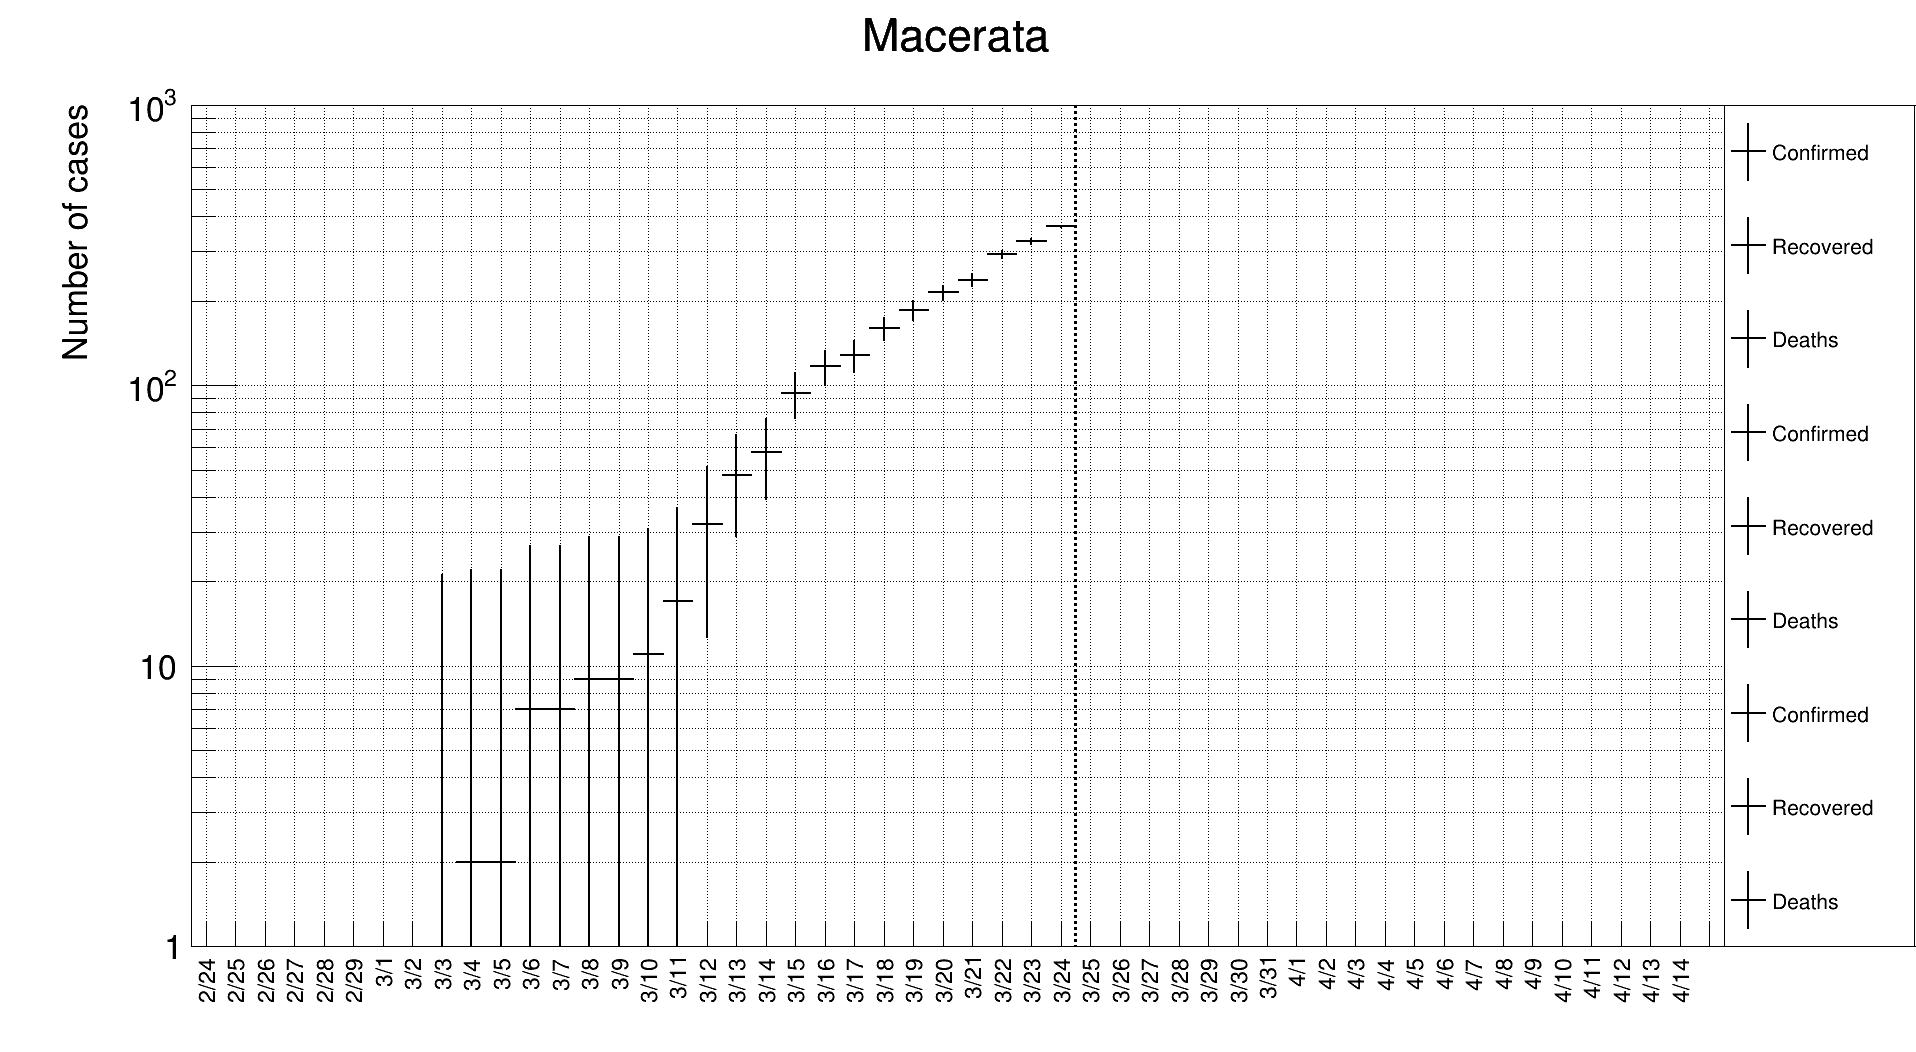 Macerata
Number of cases
10^3
10^2
10
1
2/24 2/25 2/26 2/27 2/28 2/29 3/1 3/2 3/3 3/4 3/5 3/6 3/7 3/8 3/9 3/10 3/11 3/12 3/13 3/14 3/15 3/16 3/17 3/18 3/19 3/20 3/21 3/22 3/23 3/24 3/25 3/26 3/27 3/28 3/29 3/30 3/31 4/1 4/2 4/3 4/4 4/5 4/6 4/7 4/8 4/9 4/10 4/11 4/12 4/13 4/14
Confirmed
Recovered
Deaths
Confirmed
Recovered
Deaths
Confirmed
Recovered
Deaths